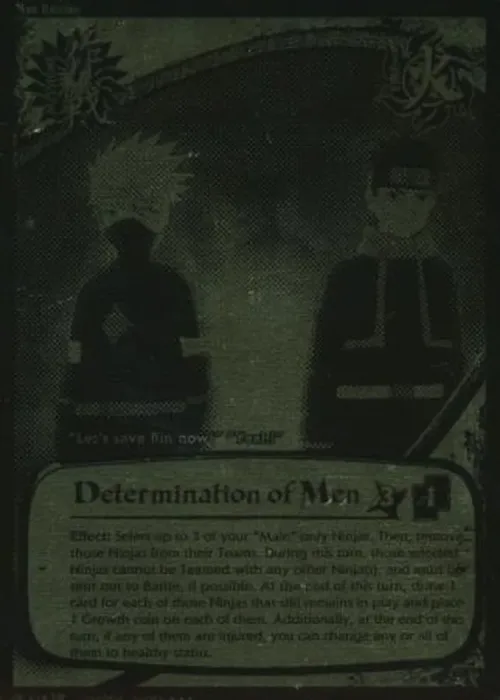 戦
火
"Let's save Rin now."
Determination of Men
Effect: Select up to 3 of your "Main" only Ninjas. Then, remove
those Ninjas from their Teams. During this turn, those selected
Ninjas cannot be Teamed with any other Ninja(s), and must be
sent out to Battle, if possible. At the end of this turn, draw 1
card for each of those Ninjas that still remains in play and place
1 Growth coin on each of them. Additionally, at the end of this
turn, if any of them are injured, you can change any or all of
them to healthy status.